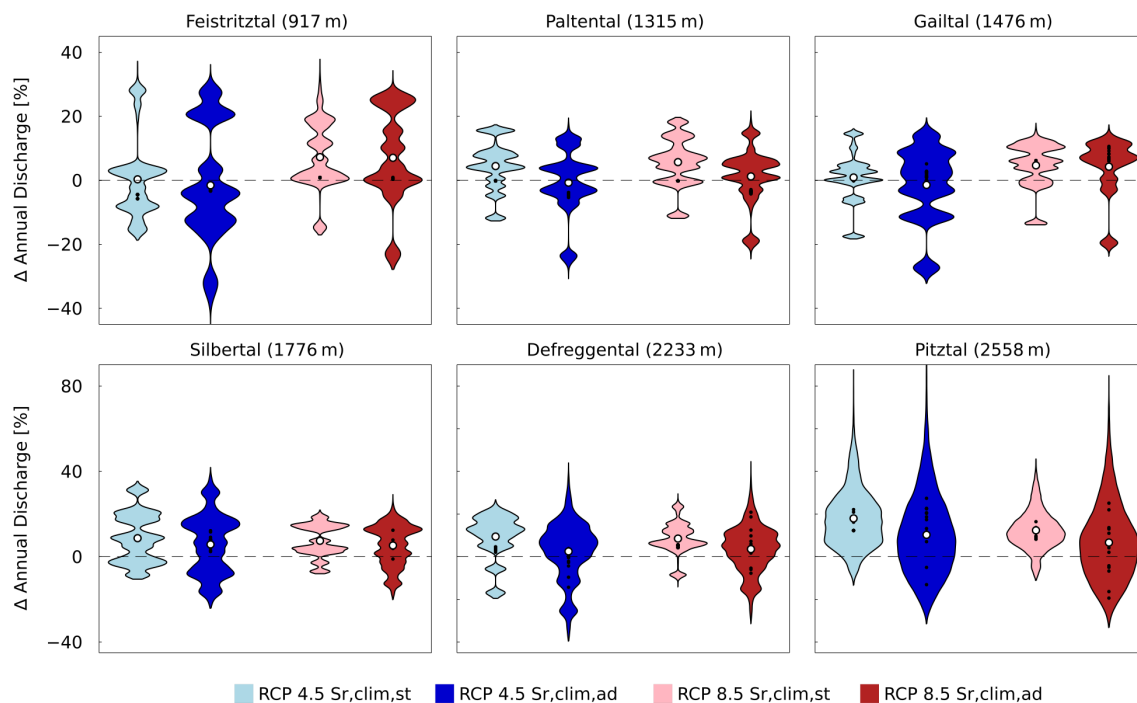 Feistritztal (917 m) Paltental (1315 m) Gailtal (1476 m)
Δ Annual Discharge [%]
40
20
0
−20
−40
Silbertal (1776 m) Defreggental (2233 m) Pitztal (2558 m)
Δ Annual Discharge [%]
80
40
0
−40
RCP 4.5 Sr,clim,st RCP 4.5 Sr,clim,ad RCP 8.5 Sr,clim,st RCP 8.5 Sr,clim,ad